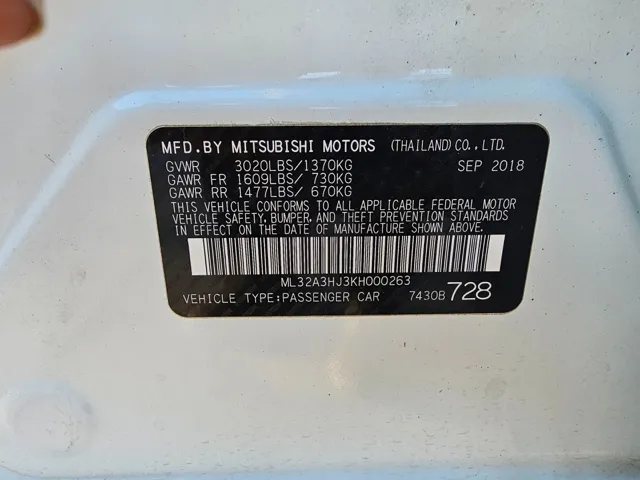 MFD.BY MITSUBISHI MOTORS (THAILAND) CO.,LTD.
GVWR 3020LBS/1370KG SEP 2018
GAWR FR 1609LBS/ 730KG
GAWR RR 1477LBS/ 670KG
THIS VEHICLE CONFORMS TO ALL APPLICABLE FEDERAL MOTOR
VEHICLE SAFETY, BUMPER, AND THEFT PREVENTION STANDARDS
IN EFFECT ON THE DATE OF MANUFACTURE SHOWN ABOVE.
ML32A3HJ3KH000263
VEHICLE TYPE:PASSENGER CAR 7430B 728